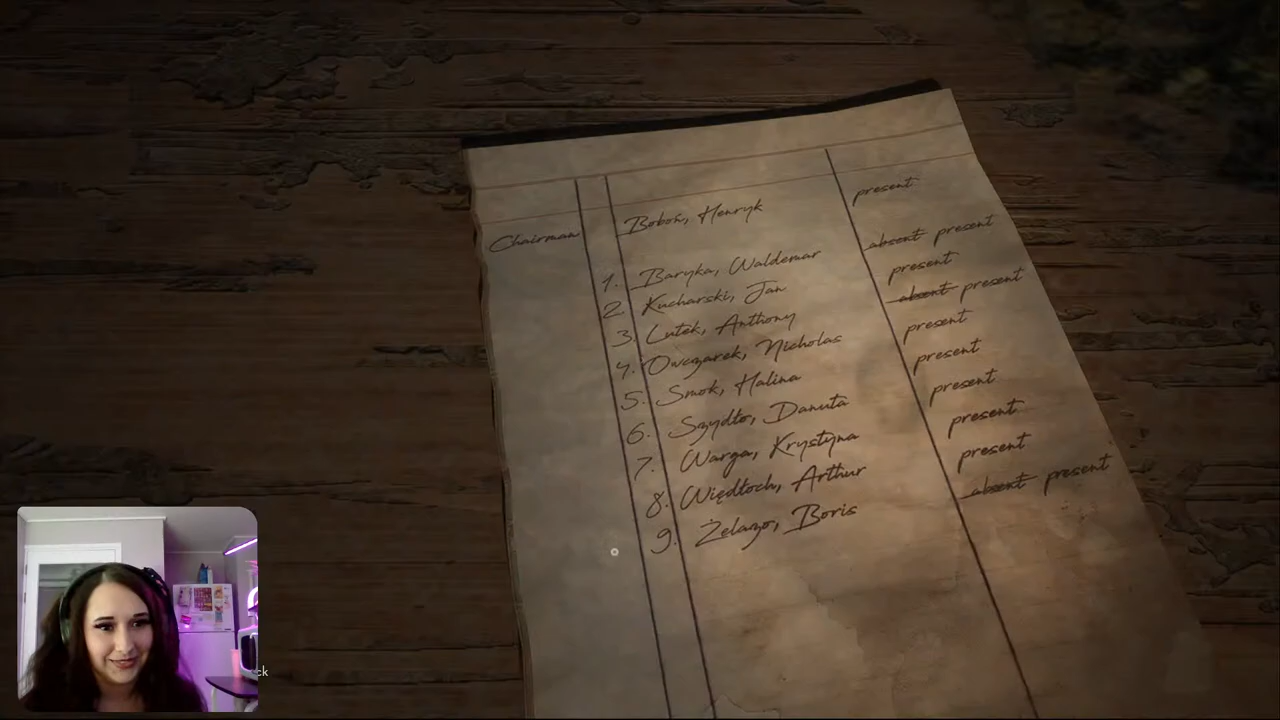 Chairman Boboń, Henryk present
1. Baryka, Waldemar absent present
2. Kucharski, Jan present
3. Lutek, Anthony absent present
4. Owczarek, Nicholas present
5. Smok, Halina present
6. Szydło, Danuta present
7. Warga, Krystyna present
8. Więdłoch, Arthur present
9. Żelazo, Boris absent present
ck